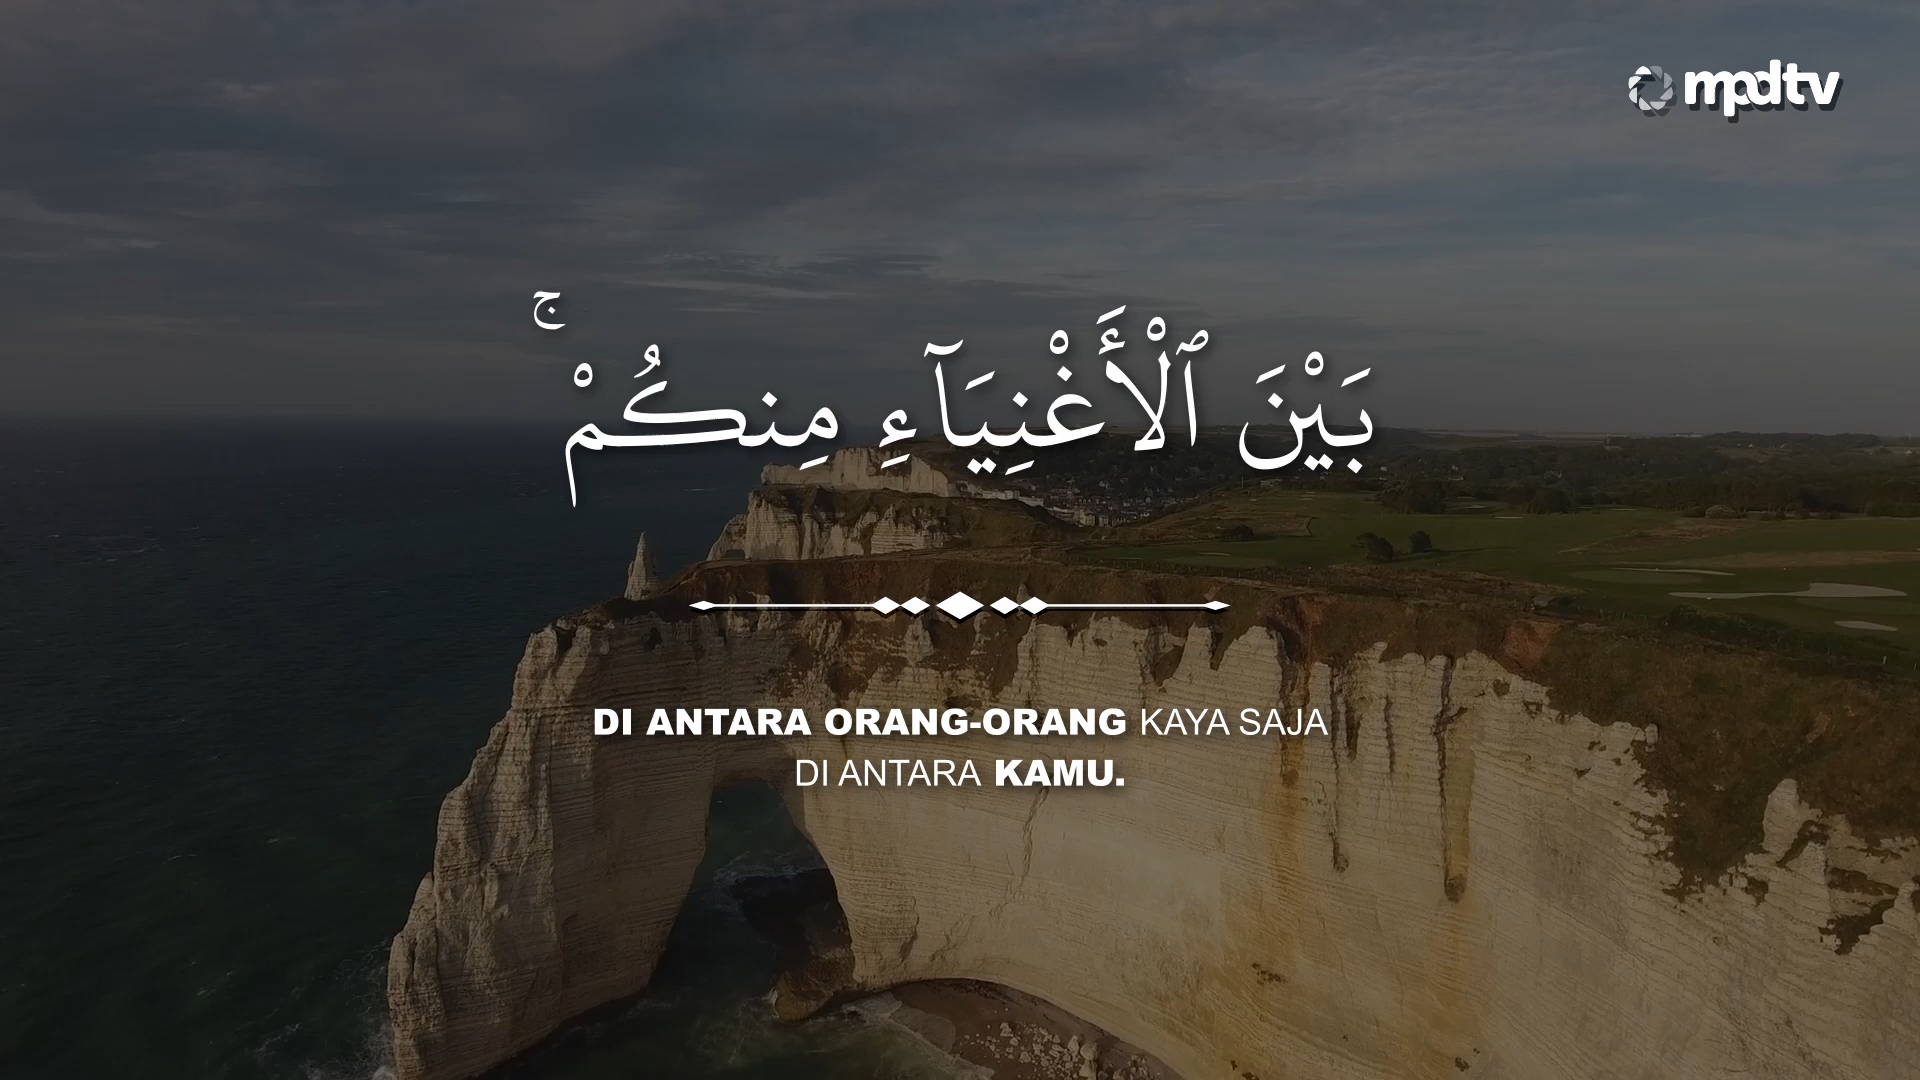 mpdtv
بَيْنَ ٱلْأَغْنِيَآءِ مِنكُمْ ۚ
DI ANTARA ORANG-ORANG KAYA SAJA
DI ANTARA KAMU.